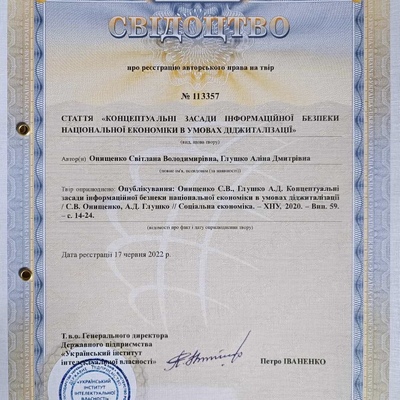 СВІДОЦТВО
про реєстрацію авторського права на твір
№ 113357
СТАТТЯ «КОНЦЕПТУАЛЬНІ ЗАСАДИ ІНФОРМАЦІЙНОЇ БЕЗПЕКИ
НАЦІОНАЛЬНОЇ ЕКОНОМІКИ В УМОВАХ ДІДЖИТАЛІЗАЦІЇ»
(вид, назва твору)
Автор(и) Онищенко Світлана Володимирівна, Глушко Аліна Дмитрівна
(повне ім'я, псевдонім (за наявності))
Твір оприлюднено: Опублікування: Онищенко С.В., Глушко А.Д. Концептуальні
засади інформаційної безпеки національної економіки в умовах діджиталізації
/ С.В. Онищенко, А.Д. Глушко // Соціальна економіка. – ХНУ, 2020. – Вип. 59.
– с. 14-24.
(відомості про факт і дату оприлюднення твору)
Дата реєстрації 17 червня 2022 р.
Т.в.о. Генерального директора
Державного підприємства
«Український інститут
інтелектуальної власності»
Петро ІВАНЕНКО
УКРАЇНСЬКИЙ
ІНСТИТУТ
ІНТЕЛЕКТУАЛЬНОЇ
ВЛАСНОСТІ